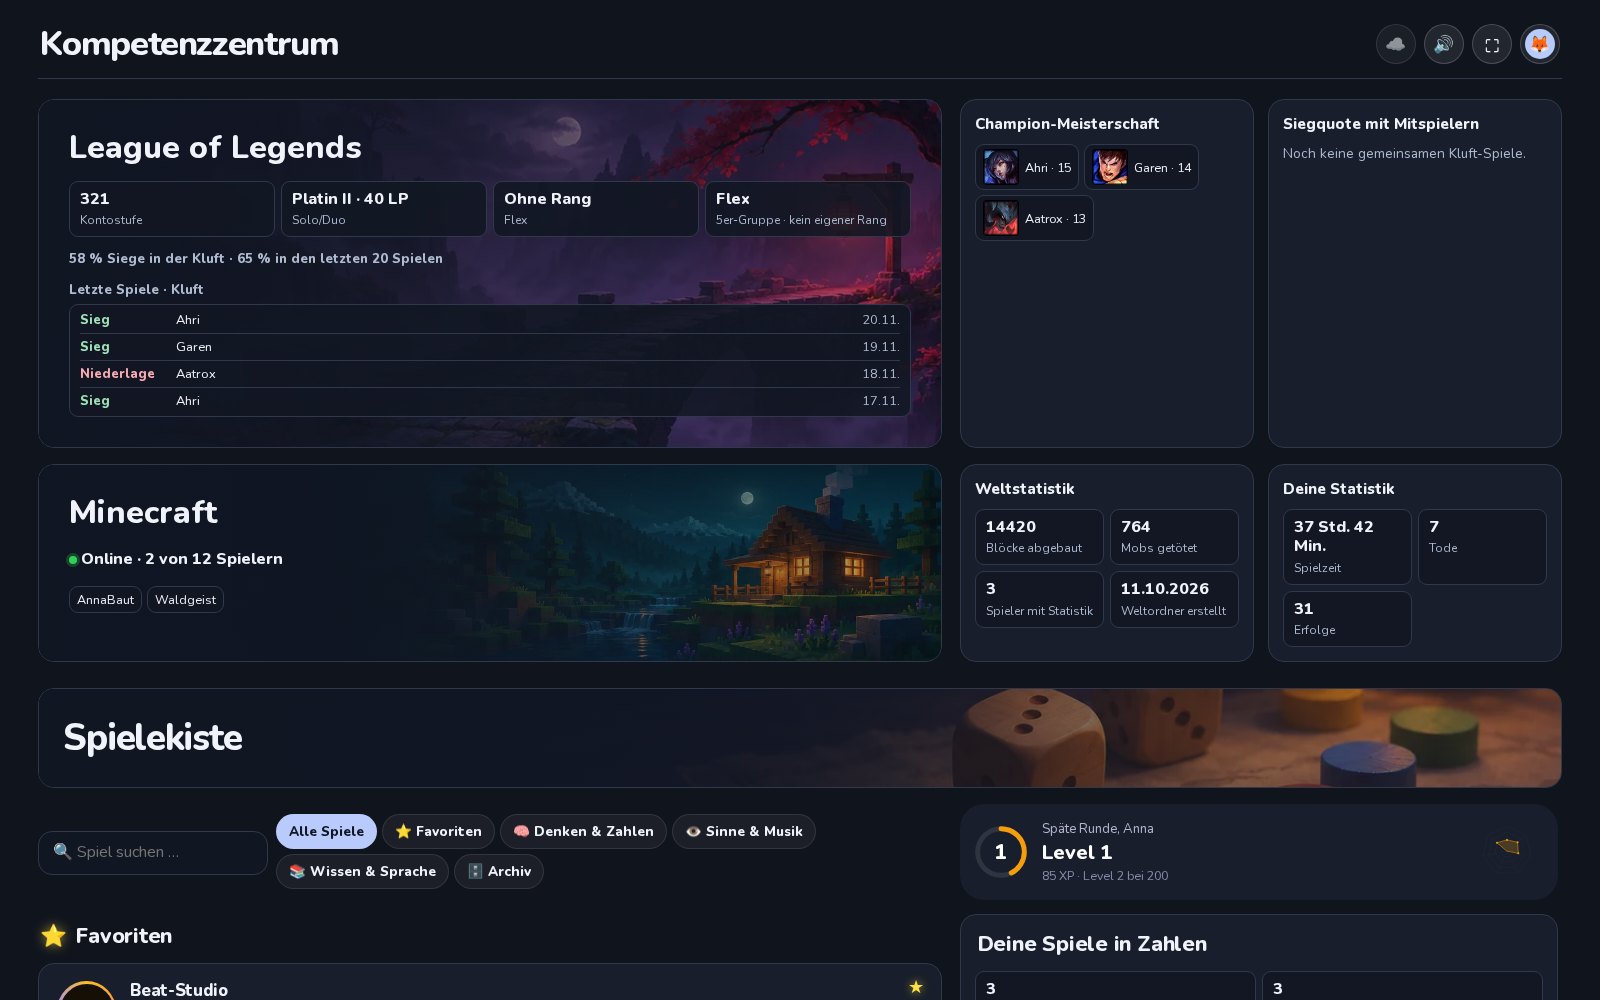 Kompetenzzentrum
League of Legends
321
Kontostufe
Platin II · 40 LP
Solo/Duo
Ohne Rang
Flex
Flex
5er-Gruppe · kein eigener Rang
58 % Siege in der Kluft · 65 % in den letzten 20 Spielen
Letzte Spiele · Kluft
Sieg Ahri 20.11.
Sieg Garen 19.11.
Niederlage Aatrox 18.11.
Sieg Ahri 17.11.
Champion-Meisterschaft
Ahri · 15
Garen · 14
Aatrox · 13
Siegquote mit Mitspielern
Noch keine gemeinsamen Kluft-Spiele.
Minecraft
Online · 2 von 12 Spielern
AnnaBaut
Waldgeist
Weltstatistik
14420
Blöcke abgebaut
764
Mobs getötet
3
Spieler mit Statistik
11.10.2026
Weltordner erstellt
Deine Statistik
37 Std. 42
Min.
Spielzeit
7
Tode
31
Erfolge
Spielekiste
Spiel suchen ...
Alle Spiele
Favoriten
Denken & Zahlen
Sinne & Musik
Wissen & Sprache
Archiv
1
Späte Runde, Anna
Level 1
85 XP · Level 2 bei 200
Favoriten
Beat-Studio
Deine Spiele in Zahlen
3
3